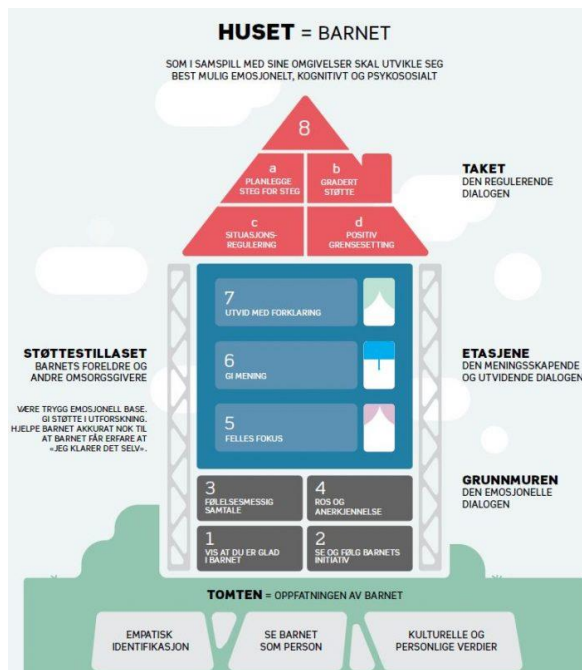 HUSET = BARNET
SOM I SAMSPILL MED SINE OMGIVELSER SKAL UTVIKLE SEG
BEST MULIG EMOSJONELT, KOGNITIVT OG PSYKOSOSIALT
8
a
PLANLEGGE
STEG FOR STEG
b
GRADERT
STØTTE
c
SITUASJONS-
REGULERING
d
POSITIV
GRENSESETTING
TAKET
DEN REGULERENDE
DIALOGEN
7
UTVID MED FORKLARING
6
GI MENING
5
FELLES FOKUS
STØTTESTILLASET
BARNETS FORELDRE OG
ANDRE OMSORGSGIVERE
VÆRE TRYGG EMOSJONELL BASE.
GI STØTTE I UTFORSKNING.
HJELPE BARNET AKKURAT NOK TIL
AT BARNET FÅR ERFARE AT
«JEG KLARER DET SELV».
ETASJENE
DEN MENINGSSKAPENDE
OG UTVIDENDE DIALOGEN
GRUNNMUREN
DEN EMOSJONELLE
DIALOGEN
3
FØLELSESMESSIG
SAMTALE
4
ROS OG
ANERKJENNELSE
1
VIS AT DU ER GLAD
I BARNET
2
SE OG FØLG BARNETS
INITIATIV
TOMTEN = OPPFATNINGEN AV BARNET
EMPATISK
IDENTIFIKASJON
SE BARNET
SOM PERSON
KULTURELLE OG
PERSONLIGE VERDIER